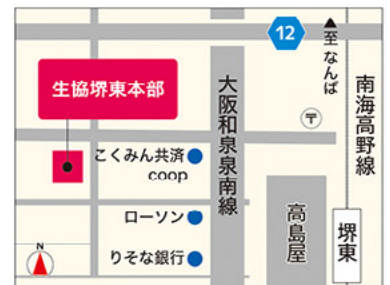 12
▲至 なんば
南海高野線
大阪和泉泉南線
生協堺東本部
〒
こくみん共済
coop
ローソン
りそな銀行
高島屋
堺東
N